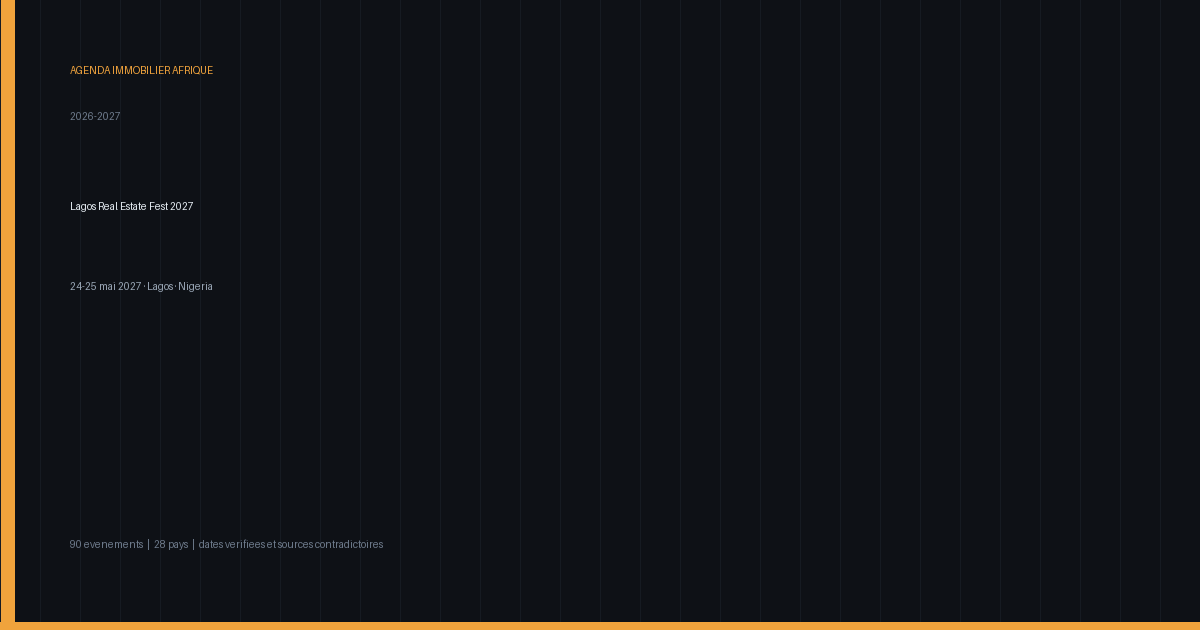 AGENDA IMMOBILIER AFRIQUE
2026-2027
Lagos Real Estate Fest 2027
24-25 mai 2027 · Lagos · Nigeria
90 evenements | 28 pays | dates verifiees et sources contradictoires